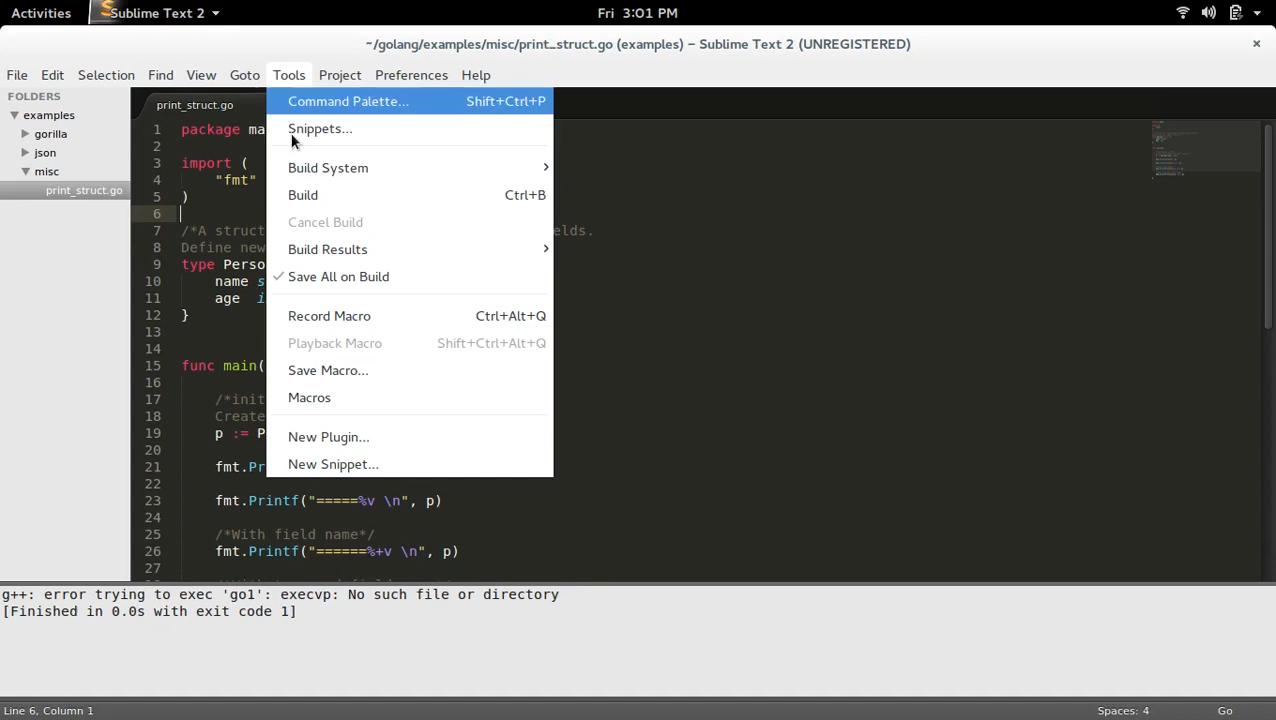 Activities Sublime Text 2 Fri 3:01 PM
~/golang/examples/misc/print_struct.go (examples) – Sublime Text 2 (UNREGISTERED) ×
File Edit Selection Find View Goto Tools Project Preferences Help
FOLDERS
examples
gorilla
json
misc
print_struct.go
print_struct.go
Command Palette... Shift+Ctrl+P
Snippets...
Build System
Build Ctrl+B
Cancel Build
Build Results
Save All on Build
Record Macro Ctrl+Alt+Q
Playback Macro Shift+Ctrl+Alt+Q
Save Macro...
Macros
New Plugin...
New Snippet...
1 package ma
2
3 import (
4 "fmt"
5 )
6
7 /*A struct elds.
8 Define new
9 type Perso
10 name s
11 age i
12 }
13
14
15 func main(
16
17 /*init
18 Create
19 p := P
20
21 fmt.Pr
22
23 fmt.Printf("=====%v \n", p)
24
25 /*With field name*/
26 fmt.Printf("======%+v \n", p)
27
g++: error trying to exec 'go1': execvp: No such file or directory
[Finished in 0.0s with exit code 1]
Line 6, Column 1 Spaces: 4 Go